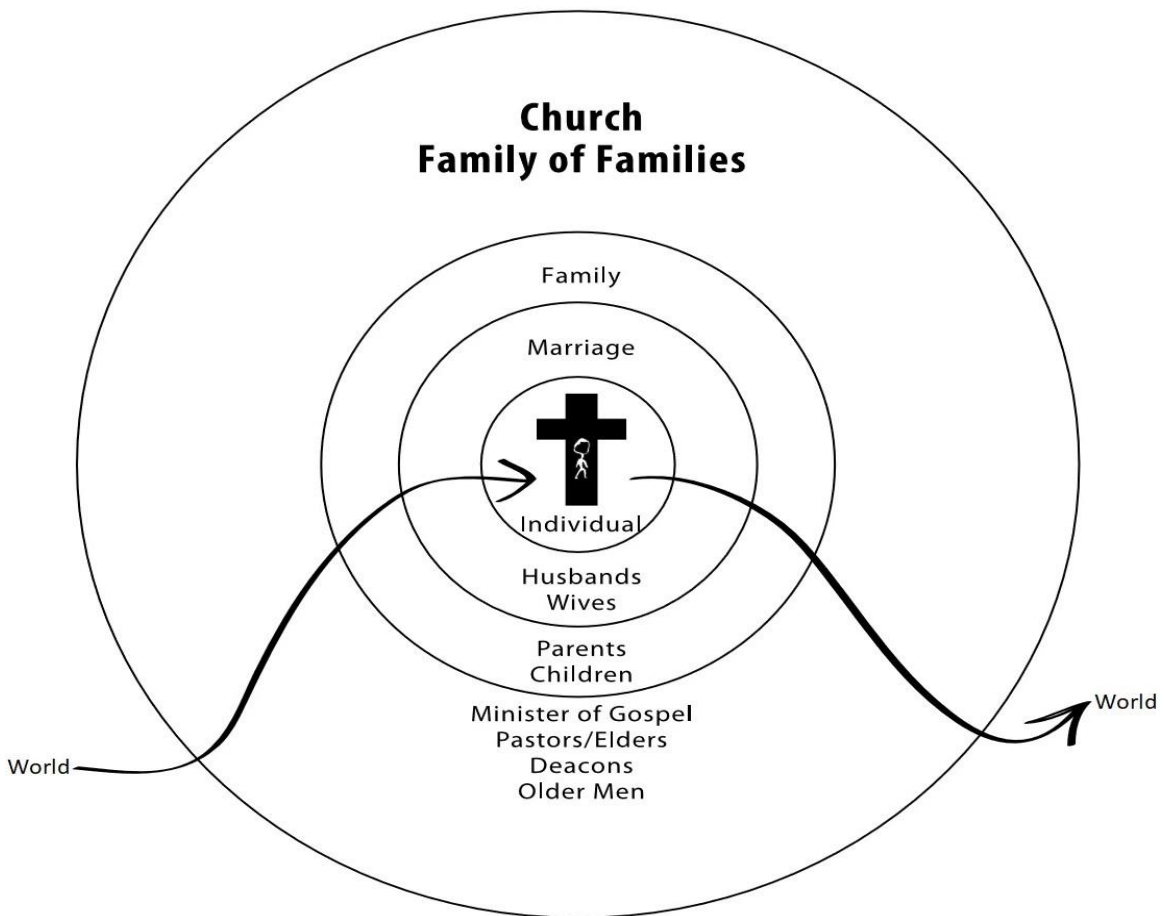 Church
Family of Families
Family
Marriage
Individual
Husbands
Wives
Parents
Children
Minister of Gospel
Pastors/Elders
Deacons
Older Men
World
World